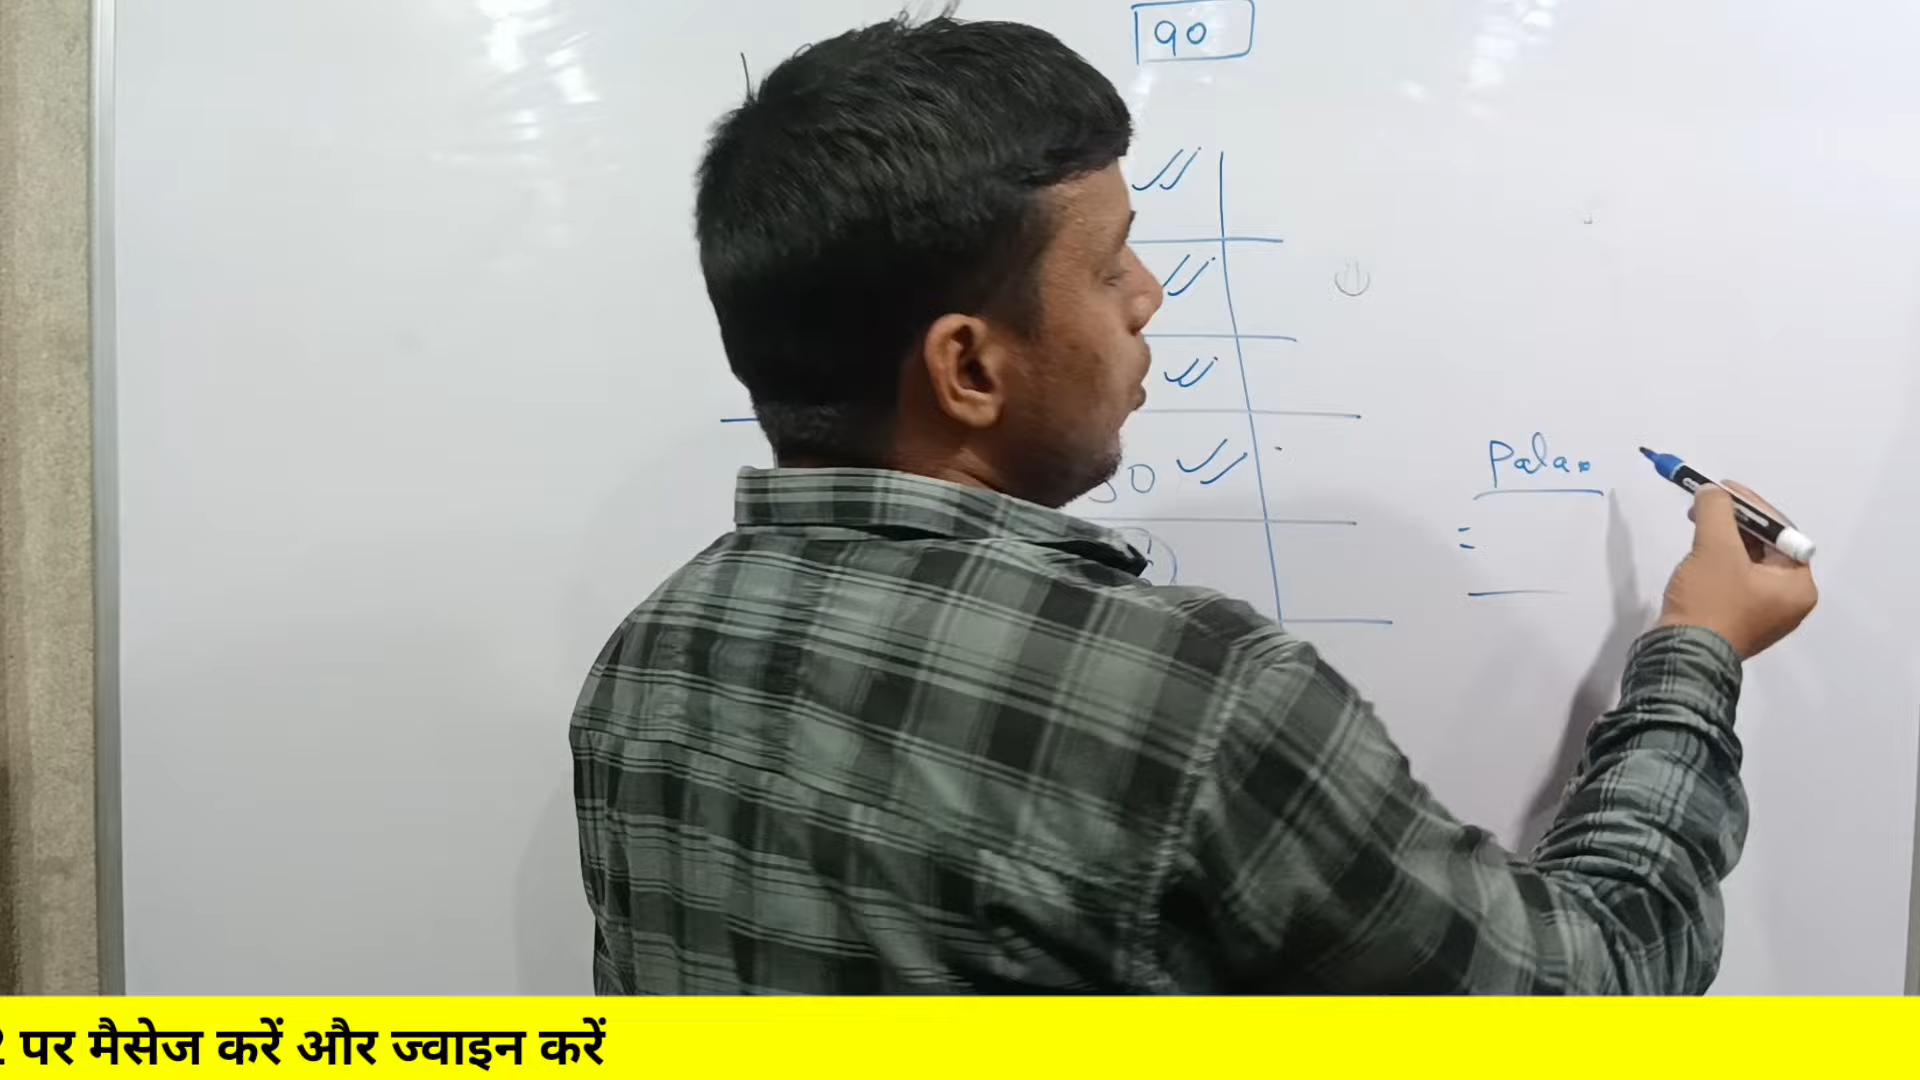 90
Pala
=
पर मैसेज करें और ज्वाइन करें